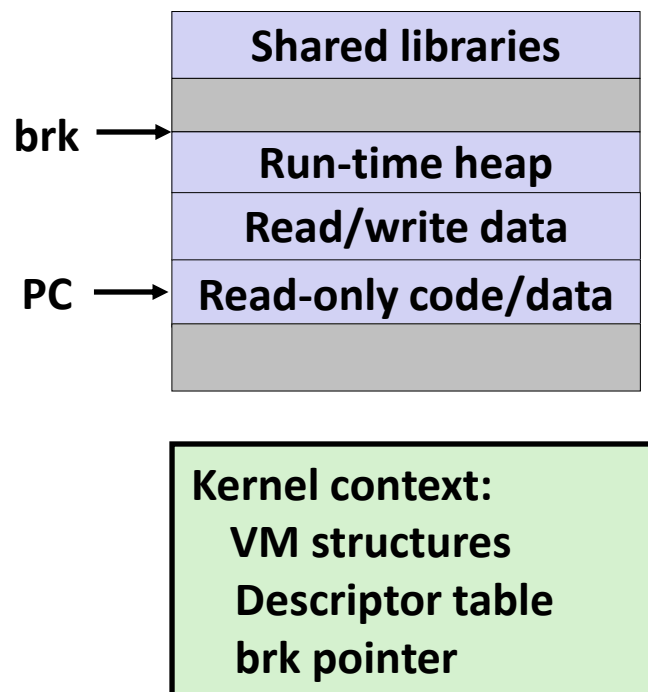 Shared libraries
brk
Run-time heap
Read/write data
PC
Read-only code/data
Kernel context:
VM structures
Descriptor table
brk pointer